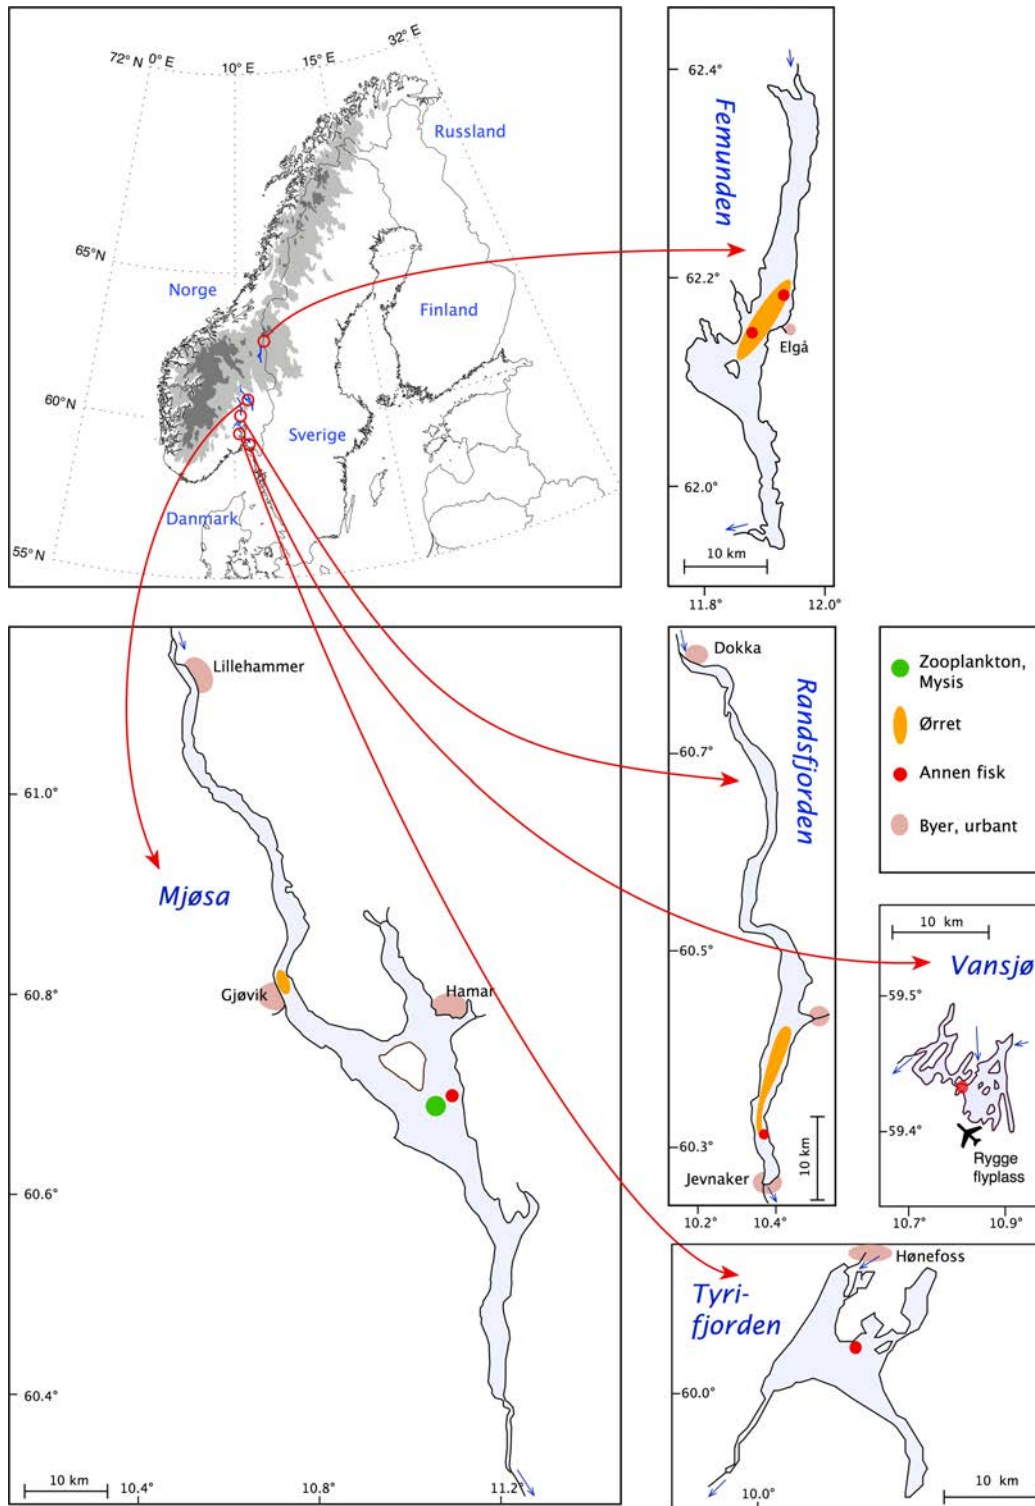 72° N
0° E
10° E
15° E
32° E
Russland
65°N
Norge
Finland
60°N
Sverige
Danmark
55°N
62.4°
Femunden
62.2°
Elgå
62.0°
10 km
11.8°
12.0°
Lillehammer
61.0°
Mjøsa
Gjøvik
Hamar
60.8°
60.6°
60.4°
10 km
10.4°
10.8°
11.2°
Dokka
Randsfjorden
60.7°
60.5°
60.3°
10 km
Jevnaker
10.2°
10.4°
Zooplankton,
Mysis
Ørret
Annen fisk
Byer, urbant
10 km
Vansjø
59.5°
59.4°
Rygge
flyplass
10.7°
10.9°
Hønefoss
Tyri-
fjorden
60.0°
10.0°
10 km